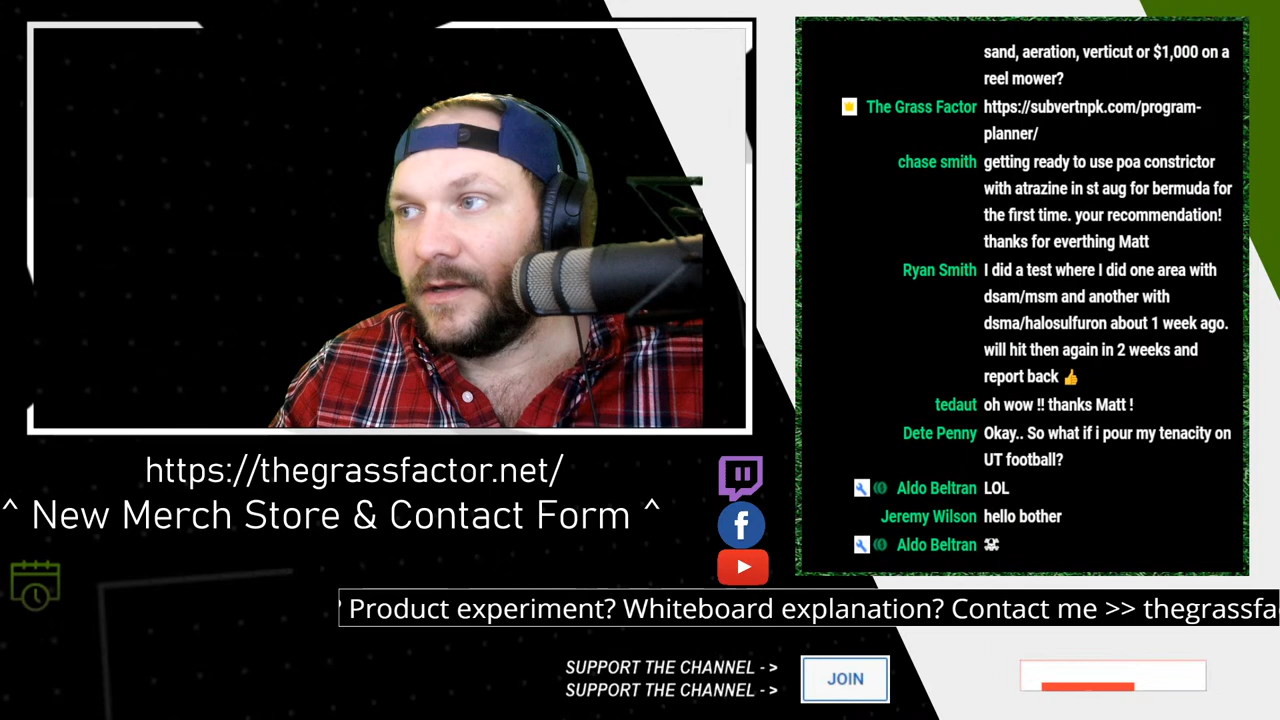 sand, aeration, verticut or $1,000 on a
reel mower?
The Grass Factor https://subvertnpk.com/program-
planner/
chase smith getting ready to use poa constrictor
with atrazine in st aug for bermuda for
the first time. your recommendation!
thanks for everthing Matt
Ryan Smith I did a test where I did one area with
dsam/msm and another with
dsma/halosulfuron about 1 week ago.
will hit then again in 2 weeks and
report back 👍
tedaut oh wow !! thanks Matt !
Dete Penny Okay.. So what if i pour my tenacity on
UT football?
Aldo Beltran LOL
Jeremy Wilson hello bother
Aldo Beltran ☠
https://thegrassfactor.net/
^ New Merch Store & Contact Form ^
Product experiment? Whiteboard explanation? Contact me >> thegrassfa
SUPPORT THE CHANNEL - >
SUPPORT THE CHANNEL - >
JOIN